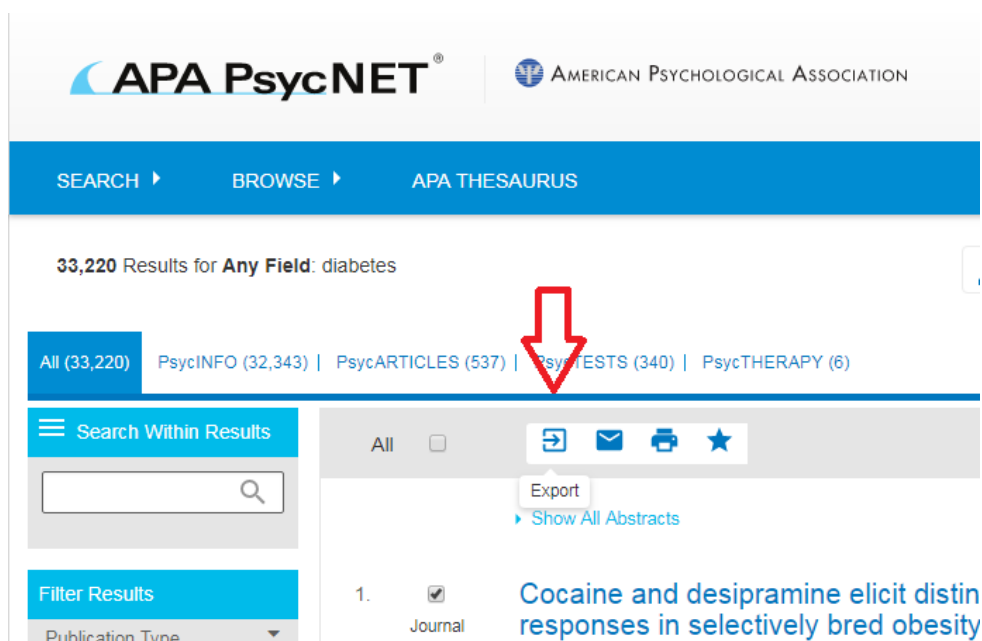 APA PsycNET®
AMERICAN PSYCHOLOGICAL ASSOCIATION
SEARCH BROWSE APA THESAURUS
33,220 Results for Any Field: diabetes
All (33,220) PsycINFO (32,343) | PsycARTICLES (537) | PsycTESTS (340) | PsycTHERAPY (6)
Search Within Results
All
Export
Show All Abstracts
Filter Results
Publication Type
1.
Journal
Cocaine and desipramine elicit distin
responses in selectively bred obesity